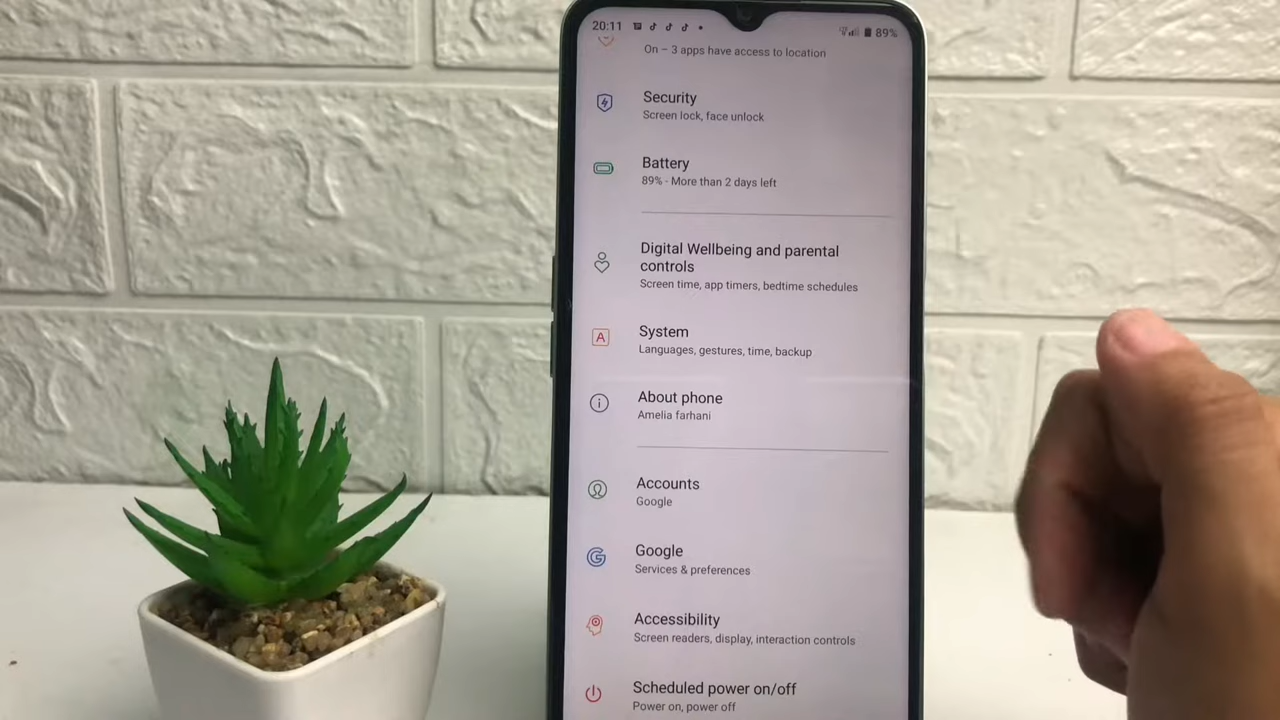 20:11
89%
On – 3 apps have access to location
Security
Screen lock, face unlock
Battery
89% · More than 2 days left
Digital Wellbeing and parental
controls
Screen time, app timers, bedtime schedules
A
System
Languages, gestures, time, backup
About phone
Amelia farhani
Accounts
Google
G
Google
Services & preferences
Accessibility
Screen readers, display, interaction controls
Scheduled power on/off
Power on, power off